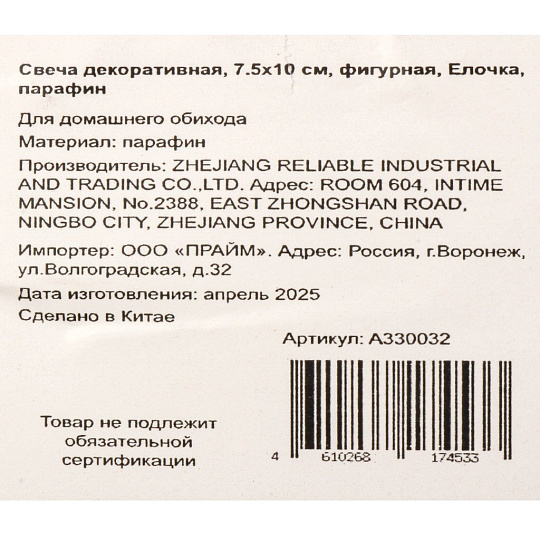 Свеча декоративная, 7.5х10 см, фигурная, Елочка,
парафин
Для домашнего обихода
Материал: парафин
Производитель: ZHEJIANG RELIABLE INDUSTRIAL
AND TRADING CO.,LTD. Адрес: ROOM 604, INTIME
MANSION, No.2388, EAST ZHONGSHAN ROAD,
NINGBO CITY, ZHEJIANG PROVINCE, CHINA
Импортер: ООО «ПРАЙМ». Адрес: Россия, г.Воронеж,
ул.Волгоградская, д.32
Дата изготовления: апрель 2025
Сделано в Китае
Артикул: А330032
Товар не подлежит
обязательной
сертификации
4 610268 174533